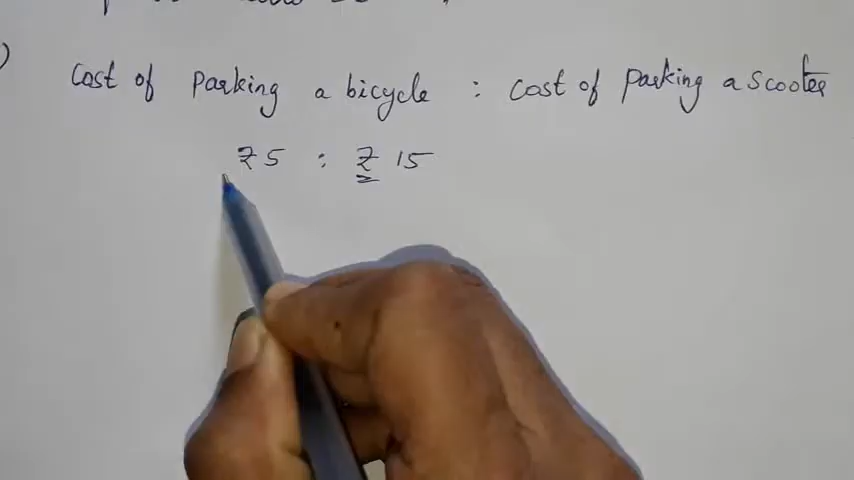 )
cost of parking a bicycle : cost of parking a scooter
₹5 : ₹ 15